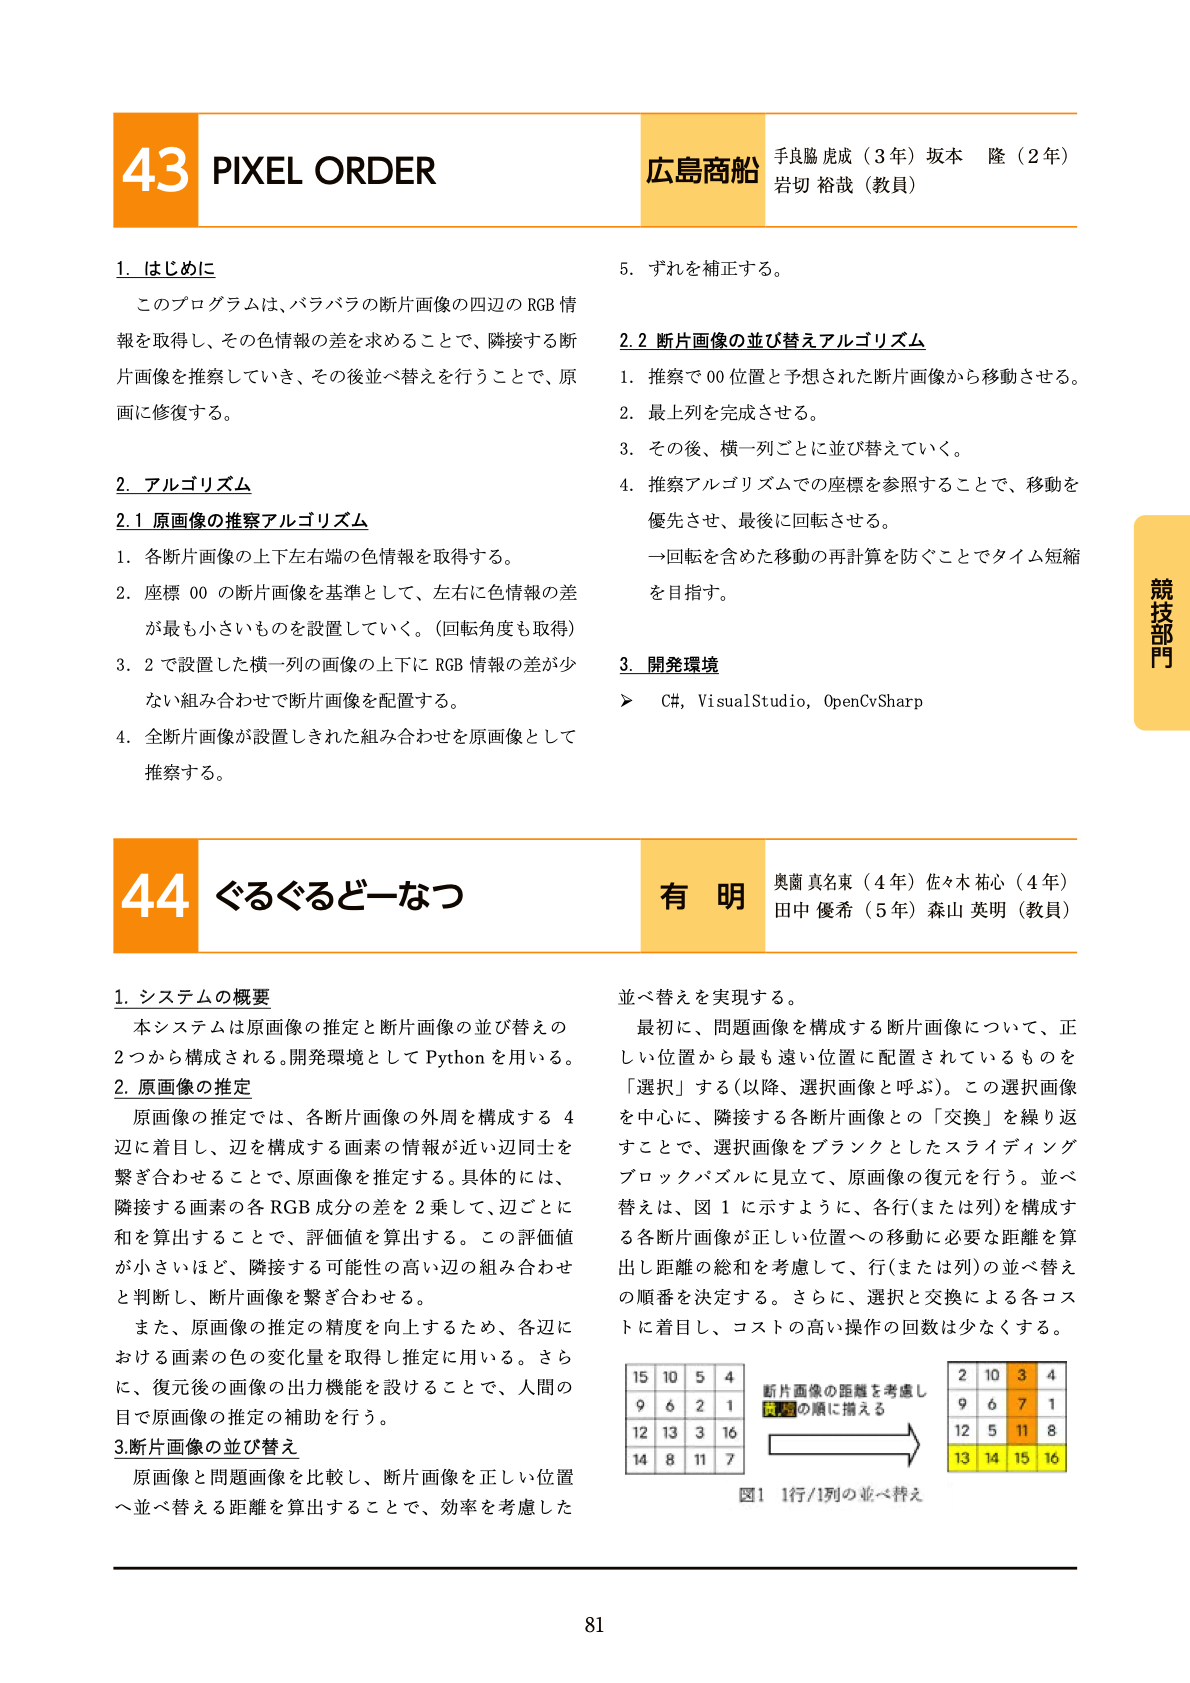 43 PIXEL ORDER
広島商船
手良脇 虎成（３年）坂本　隆（２年）
岩切 裕哉（教員）
1. はじめに
このプログラムは、バラバラの断片画像の四辺の RGB 情
報を取得し、その色情報の差を求めることで、隣接する断
片画像を推察していき、その後並べ替えを行うことで、原
画に修復する。
2. アルゴリズム
2.1 原画像の推察アルゴリズム
1. 各断片画像の上下左右端の色情報を取得する。
2. 座標 00 の断片画像を基準として、左右に色情報の差
が最も小さいものを設置していく。（回転角度も取得）
3. 2 で設置した横一列の画像の上下に RGB 情報の差が少
ない組み合わせで断片画像を配置する。
4. 全断片画像が設置しきれた組み合わせを原画像として
推察する。
5. ずれを補正する。
2.2 断片画像の並び替えアルゴリズム
1. 推察で 00 位置と予想された断片画像から移動させる。
2. 最上列を完成させる。
3. その後、横一列ごとに並び替えていく。
4. 推察アルゴリズムでの座標を参照することで、移動を
優先させ、最後に回転させる。
→回転を含めた移動の再計算を防ぐことでタイム短縮
を目指す。
3. 開発環境
➢ C#, VisualStudio, OpenCvSharp
競技部門
44 ぐるぐるどーなつ
有　明
奥薗 真名東（４年）佐々木 祐心（４年）
田中 優希（５年）森山 英明（教員）
1. システムの概要
本システムは原画像の推定と断片画像の並び替えの
2 つから構成される。開発環境として Python を用いる。
2. 原画像の推定
原画像の推定では、各断片画像の外周を構成する 4
辺に着目し、辺を構成する画素の情報が近い辺同士を
繋ぎ合わせることで、原画像を推定する。具体的には、
隣接する画素の各 RGB 成分の差を 2 乗して、辺ごとに
和を算出することで、評価値を算出する。この評価値
が小さいほど、隣接する可能性の高い辺の組み合わせ
と判断し、断片画像を繋ぎ合わせる。
また、原画像の推定の精度を向上するため、各辺に
おける画素の色の変化量を取得し推定に用いる。さら
に、復元後の画像の出力機能を設けることで、人間の
目で原画像の推定の補助を行う。
3.断片画像の並び替え
原画像と問題画像を比較し、断片画像を正しい位置
へ並べ替える距離を算出することで、効率を考慮した
並べ替えを実現する。
最初に、問題画像を構成する断片画像について、正
しい位置から最も遠い位置に配置されているものを
「選択」する(以降、選択画像と呼ぶ)。この選択画像
を中心に、隣接する各断片画像との「交換」を繰り返
すことで、選択画像をブランクとしたスライディング
ブロックパズルに見立て、原画像の復元を行う。並べ
替えは、図 1 に示すように、各行(または列)を構成す
る各断片画像が正しい位置への移動に必要な距離を算
出し距離の総和を考慮して、行(または列)の並べ替え
の順番を決定する。さらに、選択と交換による各コス
トに着目し、コストの高い操作の回数は少なくする。
15 10 5 4
9 6 2 1
12 13 3 16
14 8 11 7
断片画像の距離を考慮し
の順に揃える
2 10 3 4
9 6 7 1
12 5 11 8
13 14 15 16
図1　1行/1列の並べ替え
81